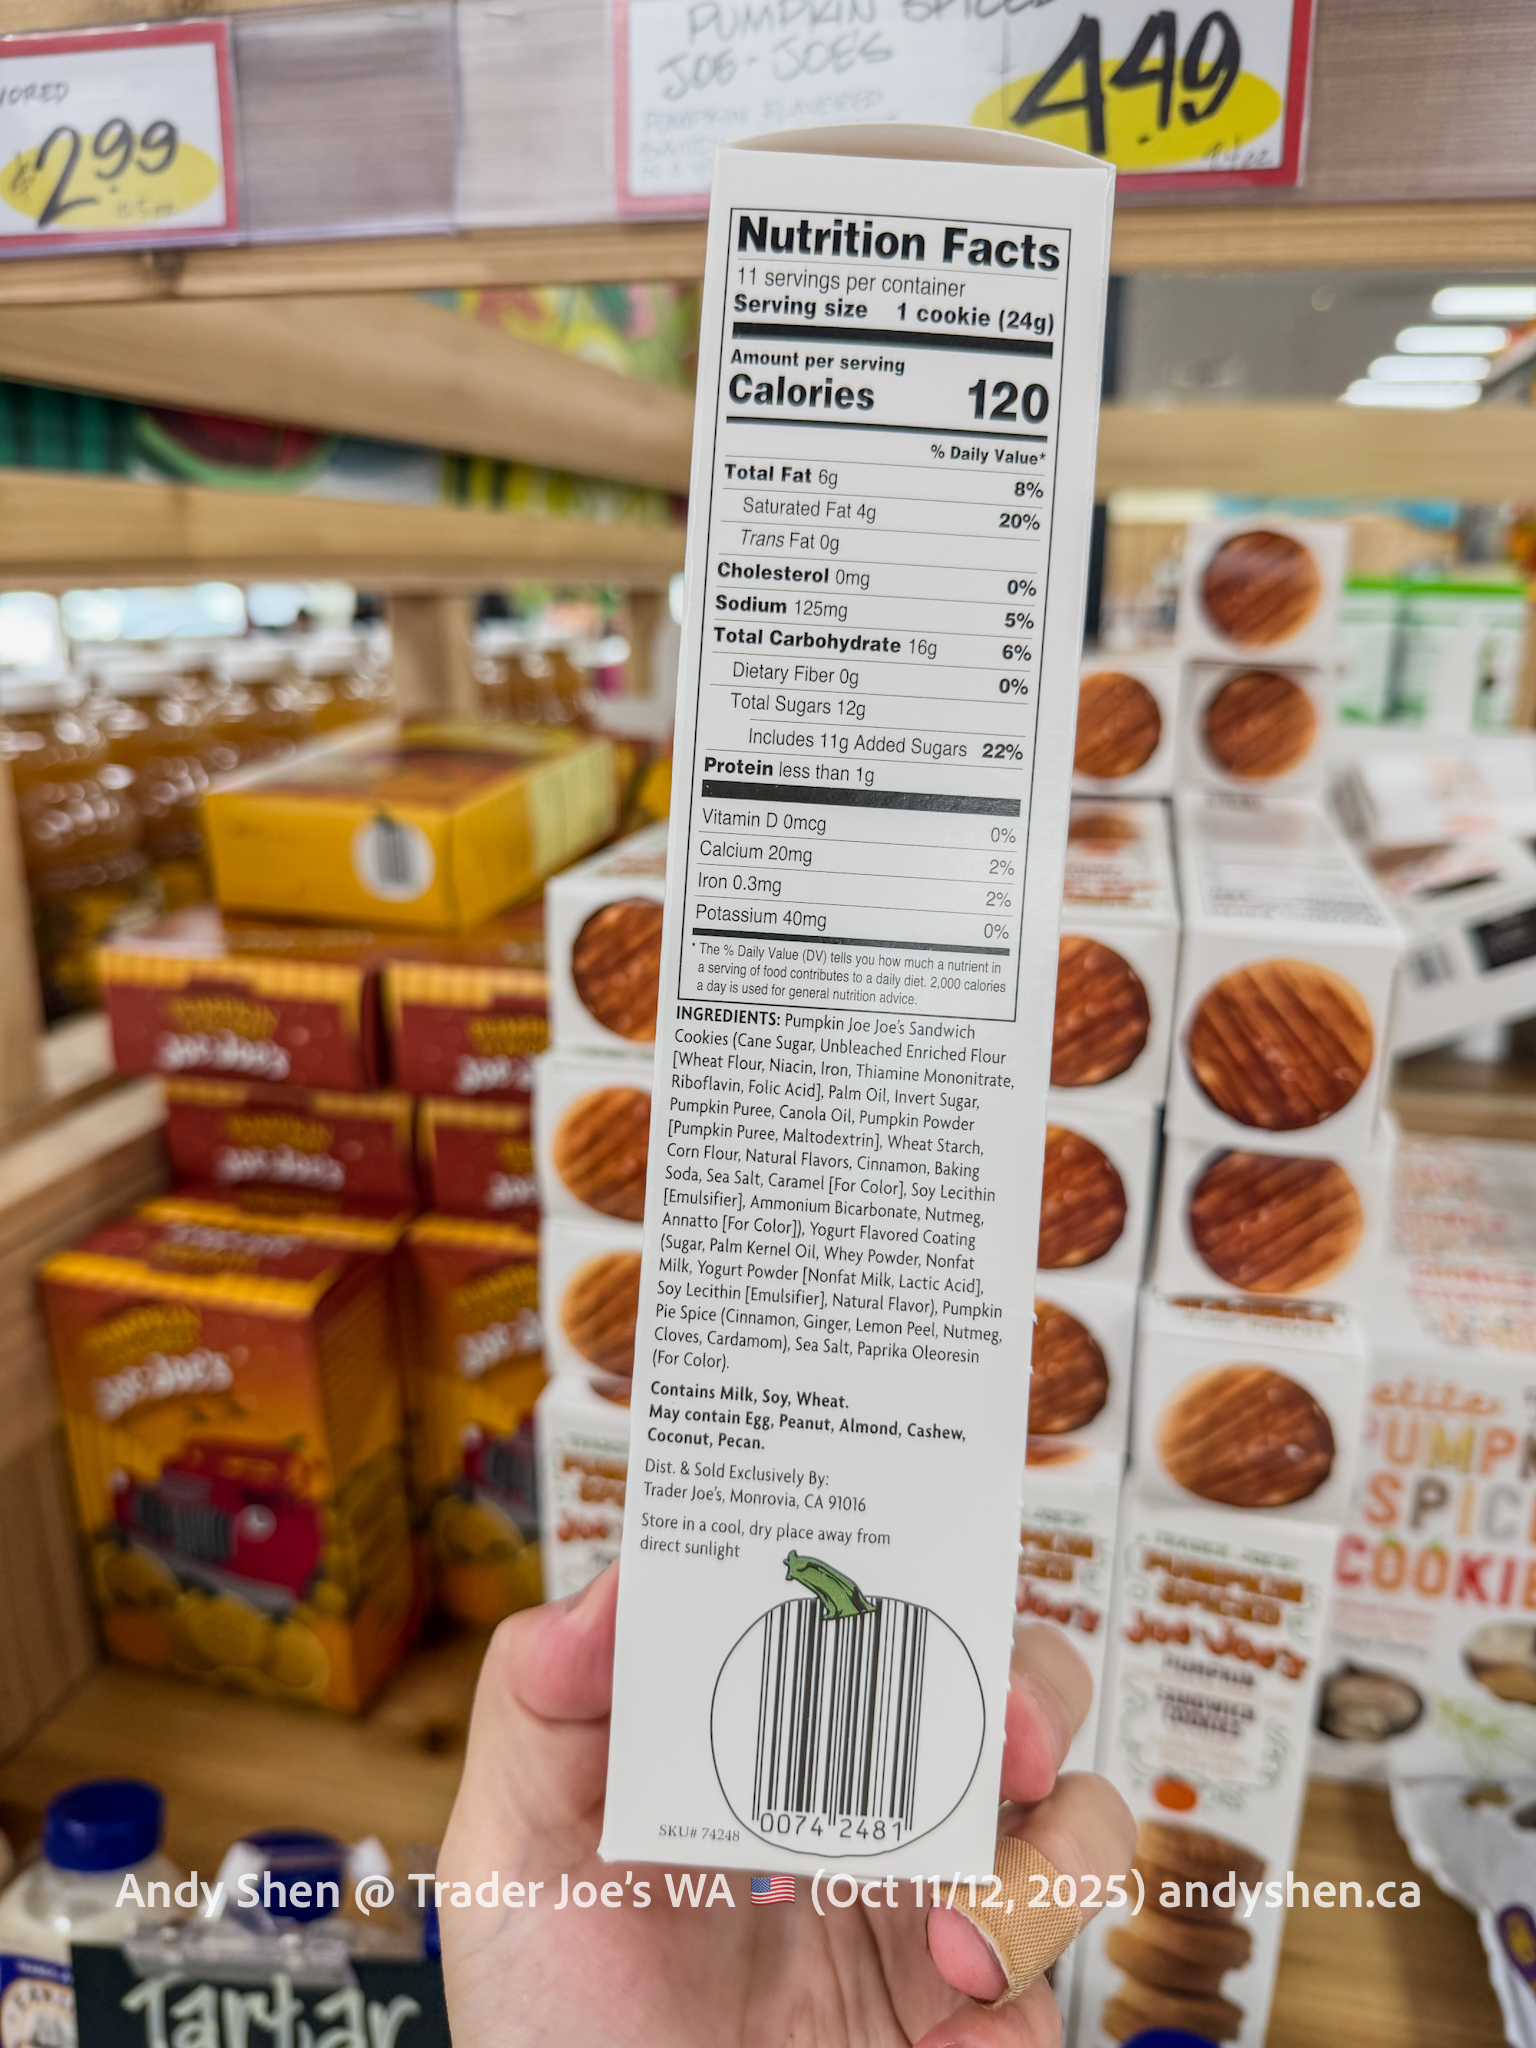 VORED
$2.99
PUMPKIN SPICED
JOE-JOE'S
PUMPKIN FLAVORED
4.49
Nutrition Facts
11 servings per container
Serving size 1 cookie (24g)
Amount per serving
Calories 120
% Daily Value*
Total Fat 6g 8%
Saturated Fat 4g 20%
Trans Fat 0g
Cholesterol 0mg 0%
Sodium 125mg 5%
Total Carbohydrate 16g 6%
Dietary Fiber 0g 0%
Total Sugars 12g
Includes 11g Added Sugars 22%
Protein less than 1g
Vitamin D 0mcg 0%
Calcium 20mg 2%
Iron 0.3mg 2%
Potassium 40mg 0%
* The % Daily Value (DV) tells you how much a nutrient in
a serving of food contributes to a daily diet. 2,000 calories
a day is used for general nutrition advice.
INGREDIENTS: Pumpkin Joe Joe's Sandwich
Cookies (Cane Sugar, Unbleached Enriched Flour
[Wheat Flour, Niacin, Iron, Thiamine Mononitrate,
Riboflavin, Folic Acid], Palm Oil, Invert Sugar,
Pumpkin Puree, Canola Oil, Pumpkin Powder
[Pumpkin Puree, Maltodextrin], Wheat Starch,
Corn Flour, Natural Flavors, Cinnamon, Baking
Soda, Sea Salt, Caramel [For Color], Soy Lecithin
[Emulsifier], Ammonium Bicarbonate, Nutmeg,
Annatto [For Color]), Yogurt Flavored Coating
(Sugar, Palm Kernel Oil, Whey Powder, Nonfat
Milk, Yogurt Powder [Nonfat Milk, Lactic Acid],
Soy Lecithin [Emulsifier], Natural Flavor), Pumpkin
Pie Spice (Cinnamon, Ginger, Lemon Peel, Nutmeg,
Cloves, Cardamom), Sea Salt, Paprika Oleoresin
(For Color).
Contains Milk, Soy, Wheat.
May contain Egg, Peanut, Almond, Cashew,
Coconut, Pecan.
Dist. & Sold Exclusively By:
Trader Joe's, Monrovia, CA 91016
Store in a cool, dry place away from
direct sunlight
0074 2481
SKU# 74248
PUMPKIN
Joe-Joe's
PUMPKIN
SPICED
Joe-Joe's
PUMPKIN
SANDWICH
COOKIES
petite
PUMPK
SPIC
COOKIE
Andy Shen @ Trader Joe's WA 🇺🇸 (Oct 11/12, 2025) andyshen.ca
Tartar